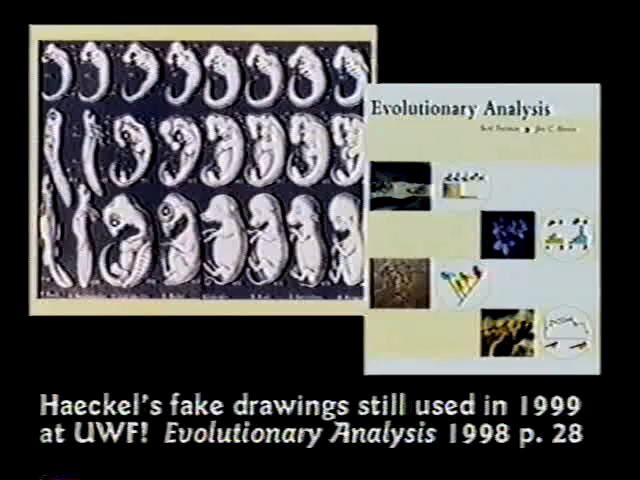 Evolutionary Analysis
Haeckel's fake drawings still used in 1999
at UWF! Evolutionary Analysis 1998 p. 28